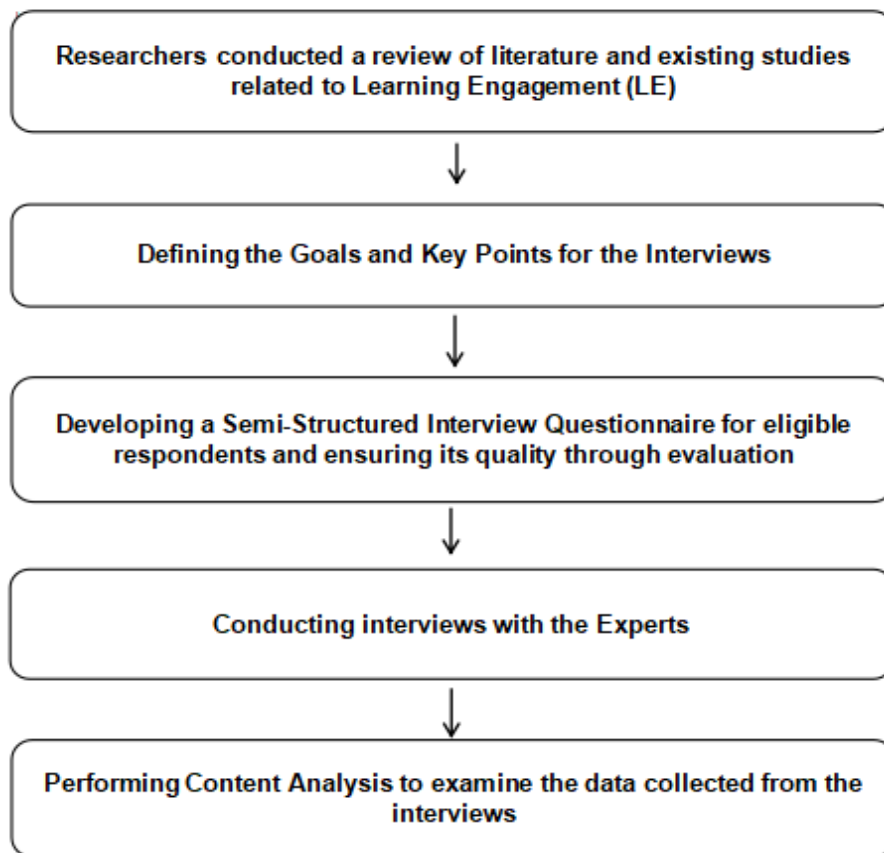 Researchers conducted a review of literature and existing studies
related to Learning Engagement (LE)
Defining the Goals and Key Points for the Interviews
Developing a Semi-Structured Interview Questionnaire for eligible
respondents and ensuring its quality through evaluation
Conducting interviews with the Experts
Performing Content Analysis to examine the data collected from the
interviews